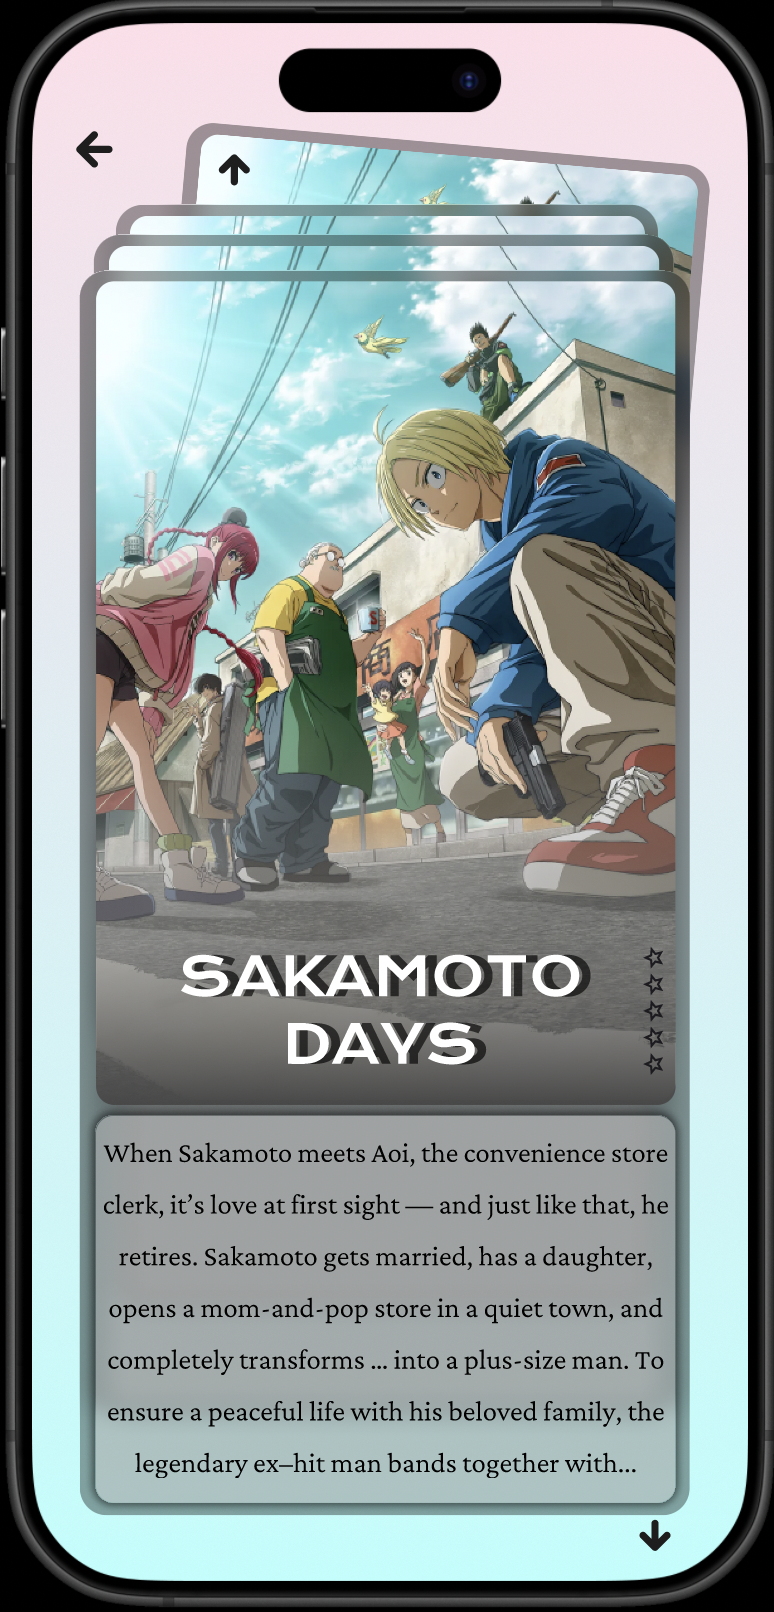 商店
SAKAMOTO
DAYS
When Sakamoto meets Aoi, the convenience store
clerk, it’s love at first sight — and just like that, he
retires. Sakamoto gets married, has a daughter,
opens a mom-and-pop store in a quiet town, and
completely transforms ... into a plus-size man. To
ensure a peaceful life with his beloved family, the
legendary ex–hit man bands together with...